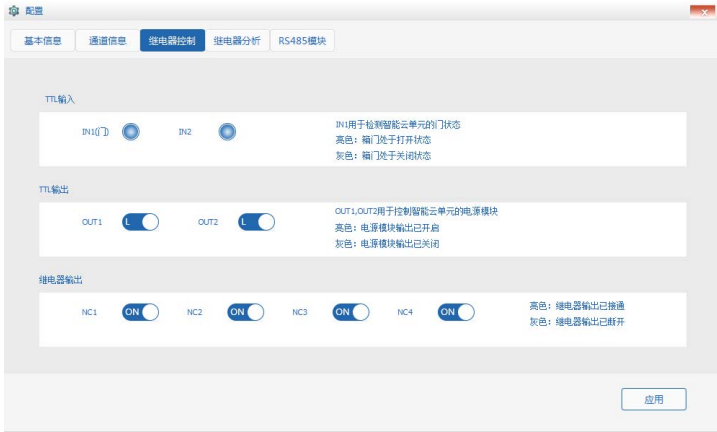 配置
x
基本信息 通道信息 继电器控制 继电器分析 RS485模块
TTL输入
IN1(门) IN2
IN1用于检测智能云单元的门状态
亮色：箱门处于打开状态
灰色：箱门处于关闭状态
TTL输出
OUT1 L OUT2 L
OUT1,OUT2用于控制智能云单元的电源模块
亮色：电源模块输出已开启
灰色：电源模块输出已关闭
继电器输出
NC1 ON NC2 ON NC3 ON NC4 ON
亮色：继电器输出已接通
灰色：继电器输出已断开
应用